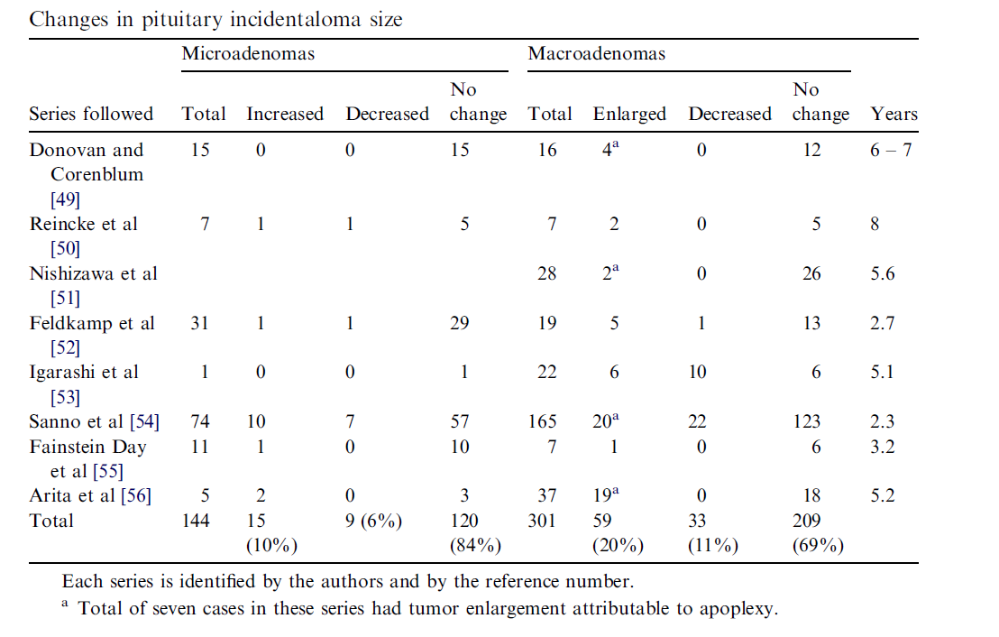 Changes in pituitary incidentaloma size
Microadenomas Macroadenomas
No No
change change
Series followed Total Increased Decreased Total Enlarged Decreased Years
Donovan and 15 0 0 15 16 4a 0 12 6 – 7
Corenblum
[49]
Reincke et al 7 1 1 5 7 2 0 5 8
[50]
Nishizawa et al 28 2a 0 26 5.6
[51]
Feldkamp et al 31 1 1 29 19 5 1 13 2.7
[52]
Igarashi et al 1 0 0 1 22 6 10 6 5.1
[53]
Sanno et al [54] 74 10 7 57 165 20a 22 123 2.3
Fainstein Day 11 1 0 10 7 1 0 6 3.2
et al [55]
Arita et al [56] 5 2 0 3 37 19a 0 18 5.2
Total 144 15 9 (6%) 120 301 59 33 209
(10%) (84%) (20%) (11%) (69%)
Each series is identified by the authors and by the reference number.
a Total of seven cases in these series had tumor enlargement attributable to apoplexy.